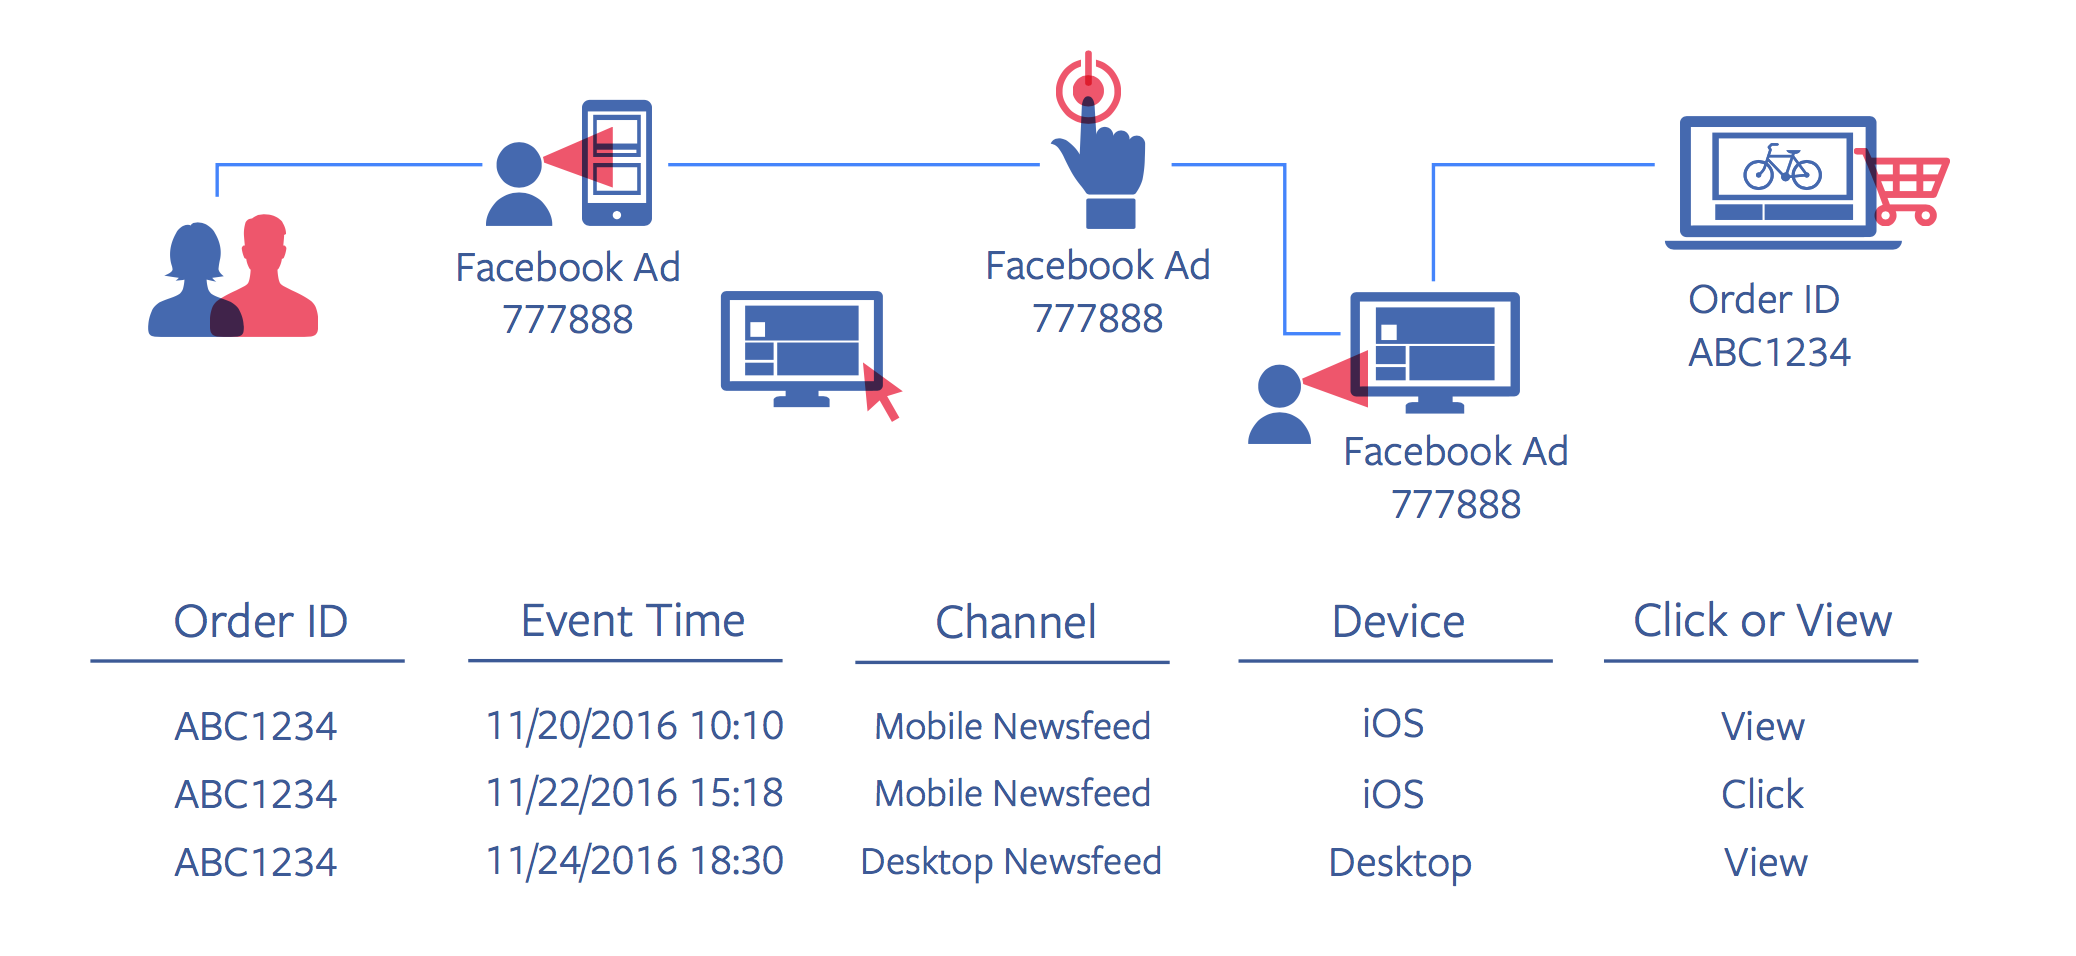 Facebook Ad
777888
Facebook Ad
777888
Facebook Ad
777888
Order ID
ABC1234
Order ID Event Time Channel Device Click or View
ABC1234 11/20/2016 10:10 Mobile Newsfeed iOS View
ABC1234 11/22/2016 15:18 Mobile Newsfeed iOS Click
ABC1234 11/24/2016 18:30 Desktop Newsfeed Desktop View